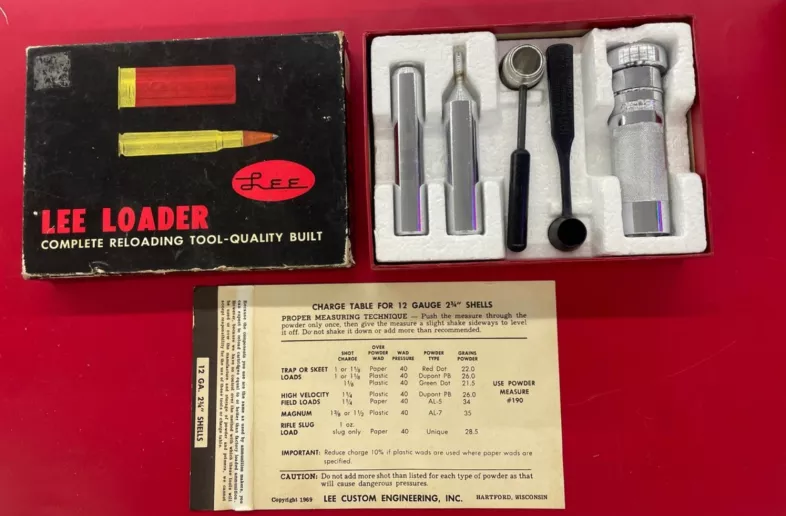 LEE
LEE LOADER
COMPLETE RELOADING TOOL-QUALITY BUILT
CHARGE TABLE FOR 12 GAUGE 2¾" SHELLS
PROPER MEASURING TECHNIQUE — Push the measure through the
powder only once, then give the measure a slight shake sideways to level
it off. Do not shake it down or add more than recommended.
SHOT CHARGE OVER POWDER WAD WAD PRESSURE POWDER TYPE GRAINS POWDER
TRAP OR SKEET LOADS 1 or 1⅛ Paper 40 Red Dot 22.0
1 or 1⅛ Plastic 40 Dupont PB 26.0
1⅛ Plastic 40 Green Dot 21.5
HIGH VELOCITY FIELD LOADS 1¼ Plastic 40 Dupont PB 26.0
1¼ Paper 40 AL-5 34
MAGNUM 1⅜ or 1½ Plastic 40 AL-7 35
RIFLE SLUG LOAD 1 oz. slug only Paper 40 Unique 28.5
USE POWDER
MEASURE
#190
IMPORTANT: Reduce charge 10% if plastic wads are used where paper wads are
specified.
CAUTION: Do not add more shot than listed for each type of powder as that
will cause dangerous pressures.
Copyright 1969 LEE CUSTOM ENGINEERING, INC. HARTFORD, WISCONSIN
12 GA. 2¾" SHELLS